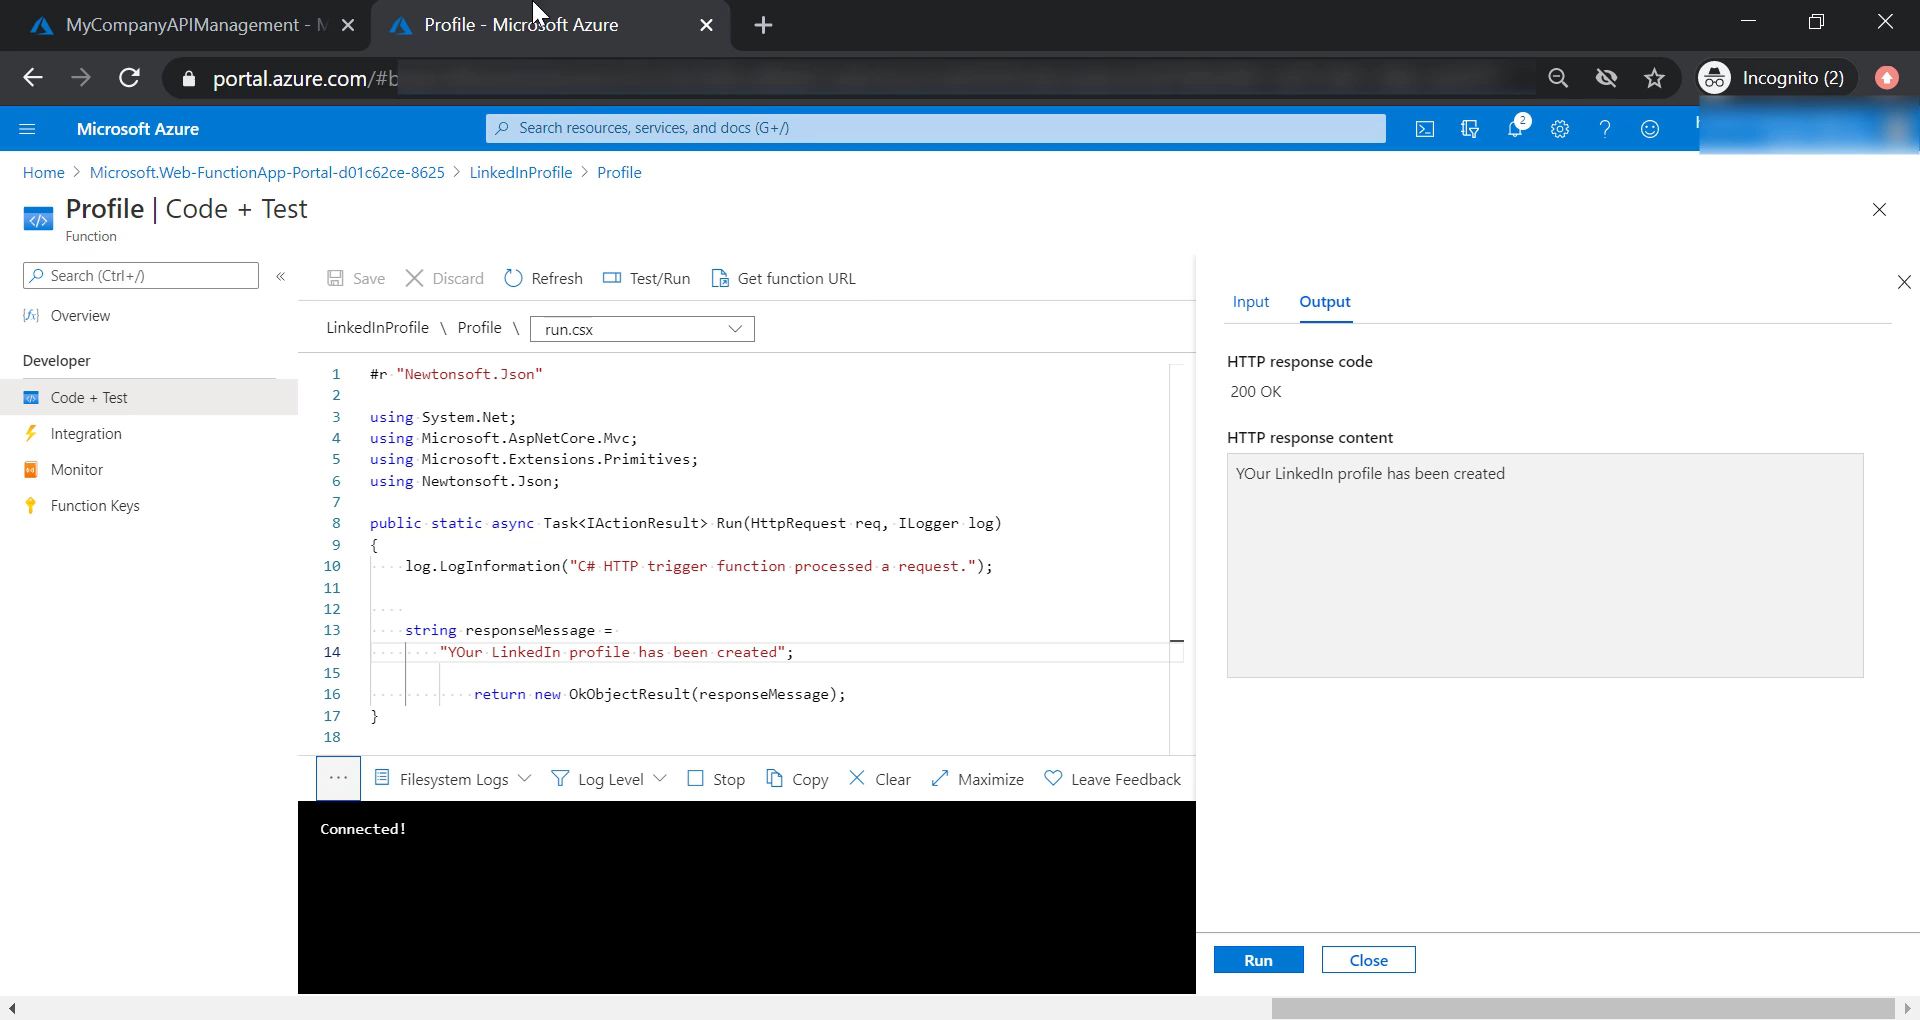 MyCompanyAPIManagement - M
Profile - Microsoft Azure
portal.azure.com/#b
Incognito (2)
Microsoft Azure
Search resources, services, and docs (G+/)
2
Home > Microsoft.Web-FunctionApp-Portal-d01c62ce-8625 > LinkedInProfile > Profile
Profile | Code + Test
Function
Search (Ctrl+/)
«
Overview
Developer
Code + Test
Integration
Monitor
Function Keys
Save Discard Refresh Test/Run Get function URL
LinkedInProfile \ Profile \ run.csx
1 #r "Newtonsoft.Json"
2
3 using System.Net;
4 using Microsoft.AspNetCore.Mvc;
5 using Microsoft.Extensions.Primitives;
6 using Newtonsoft.Json;
7
8 public static async Task<IActionResult> Run(HttpRequest req, ILogger log)
9 {
10 log.LogInformation("C# HTTP trigger function processed a request.");
11
12
13 string responseMessage =
14 "YOur LinkedIn profile has been created";
15
16 return new OkObjectResult(responseMessage);
17 }
18
... Filesystem Logs Log Level Stop Copy Clear Maximize Leave Feedback
Connected!
Input Output
HTTP response code
200 OK
HTTP response content
YOur LinkedIn profile has been created
Run Close